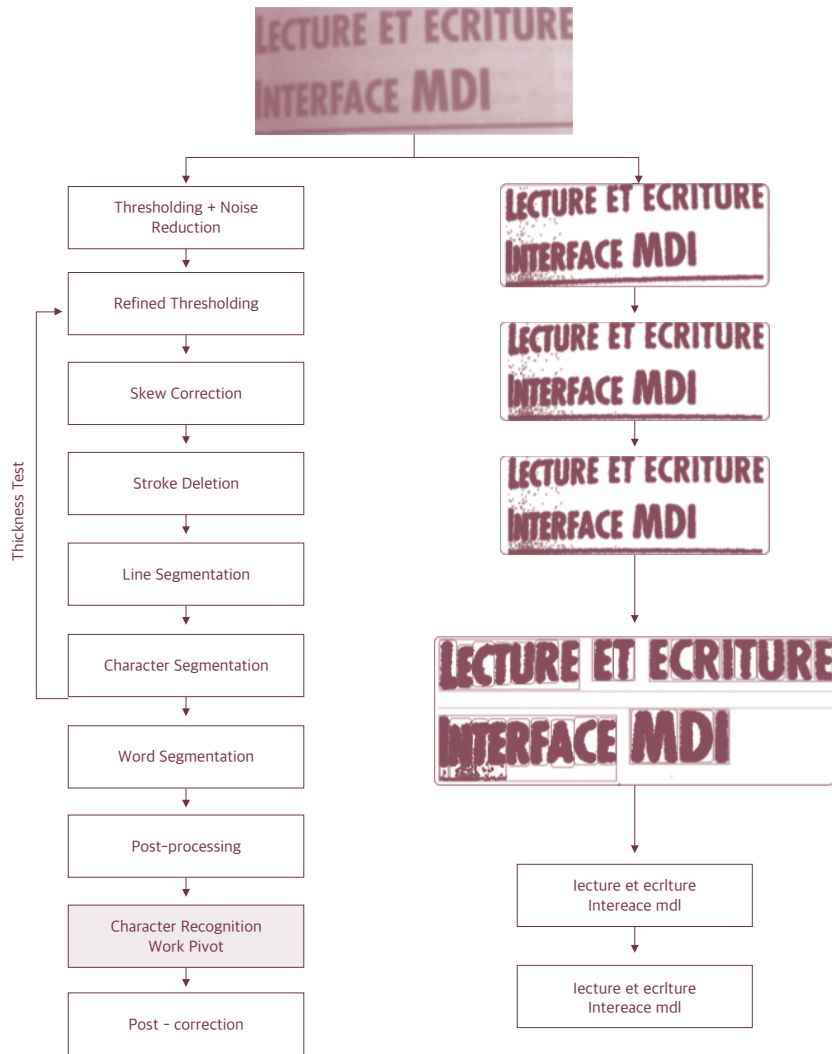 LECTURE ET ECRITURE
INTERFACE MDI
Thresholding + Noise
Reduction
Refined Thresholding
Skew Correction
Stroke Deletion
Line Segmentation
Character Segmentation
Word Segmentation
Post-processing
Character Recognition
Work Pivot
Post - correction
Thickness Test
LECTURE ET ECRITURE
INTERFACE MDI
LECTURE ET ECRITURE
INTERFACE MDI
LECTURE ET ECRITURE
INTERFACE MDI
LECTURE ET ECRITURE
INTERFACE MDI
lecture et ecrlture
Intereace mdl
lecture et ecrlture
Intereace mdl